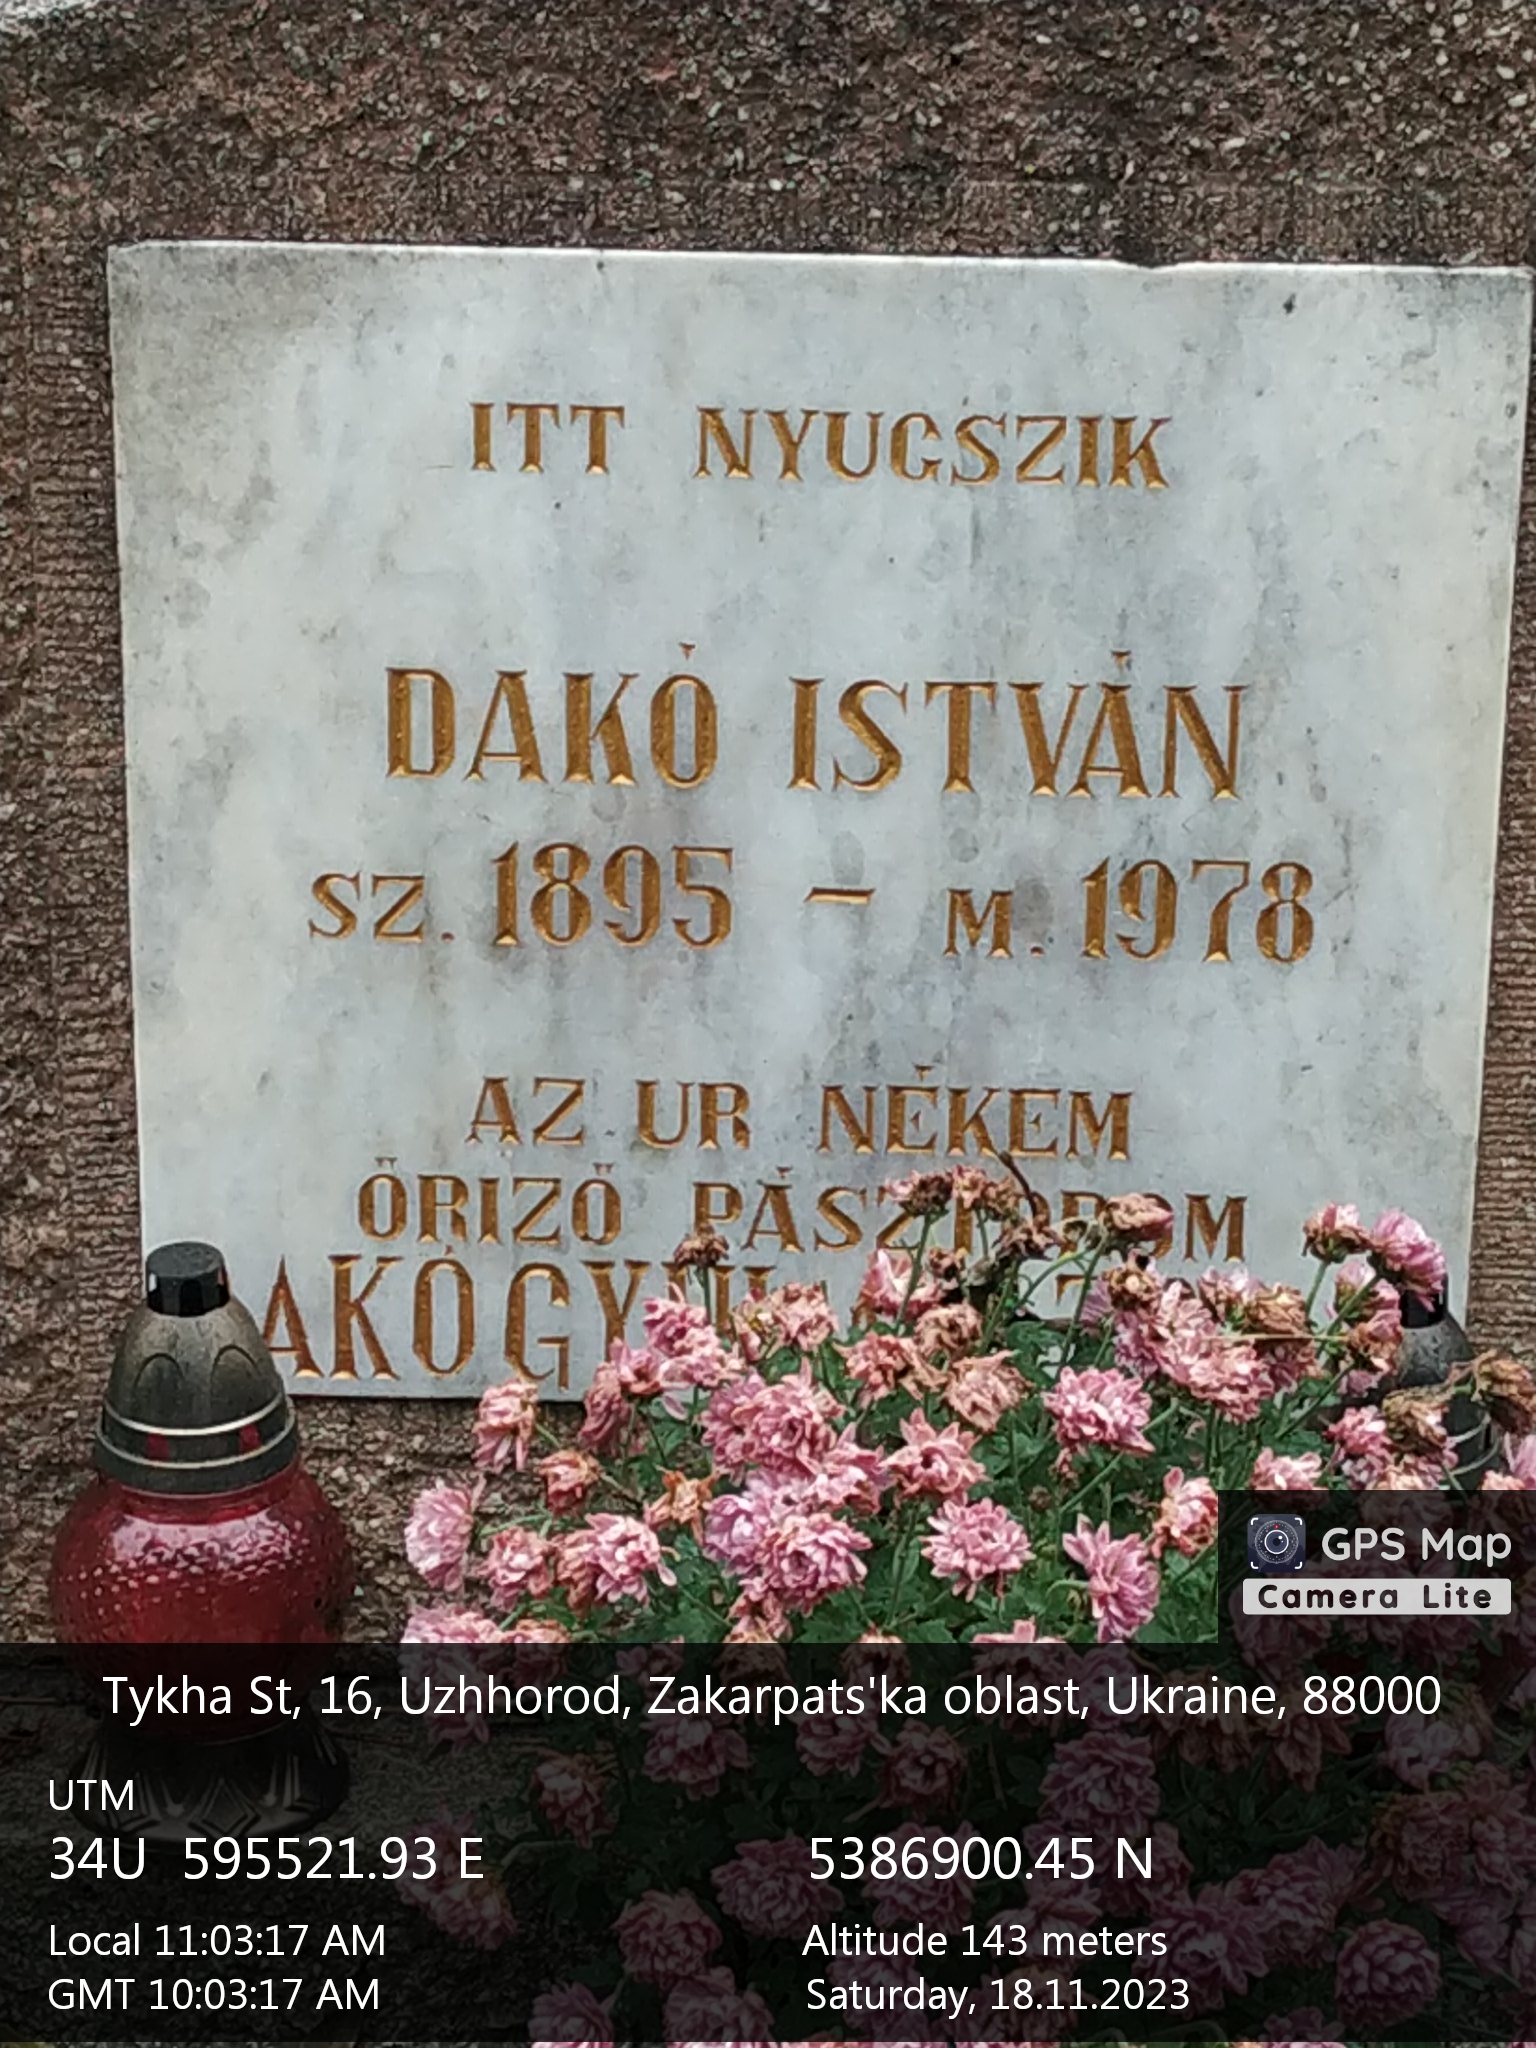 ITT NYUGSZIK
DAKÓ ISTVÁN
SZ. 1895 – M. 1978
AZ UR NÉKEM
ŐRIZŐ PÁSZTOROM
GPS Map
Camera Lite
Tykha St, 16, Uzhhorod, Zakarpats'ka oblast, Ukraine, 88000
UTM
34U 595521.93 E 5386900.45 N
Local 11:03:17 AM Altitude 143 meters
GMT 10:03:17 AM Saturday, 18.11.2023